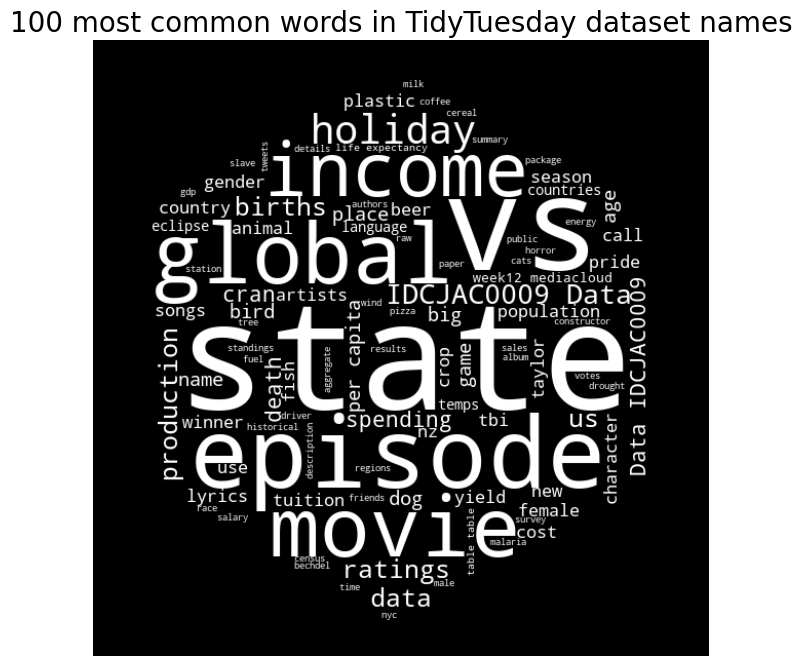 100 most common words in TidyTuesday dataset names
milk
plastic coffee
cereal
holiday
summary
tweets
details life expectancy
slave
income
package
gender
season
gdp
countries
country births
authors
place beer
age
vs
energy
eclipse animal
language
public
call
global
raw
horror
station
paper
cats
pride
week12 mediacloud
cran artists
IDCJAC0009 Data
wind
songs bird
pizza
big
population
tree
constructor
state
per capita
production
standings
fuel
aggregate
results
crop
game
sales
album
taylor
Data IDCJAC0009
name
death
fish
votes
drought
temps
winner
driver
historical
spending
nz
tbi
us
episode
use
description
regions
character
lyrics
race
salary
tuition
friends
dog
yield
new
female
movie
survey
cost
malaria
table table
census
bechdel
ratings
time
male
data
nyc